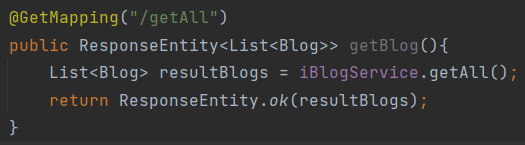 @GetMapping("/getAll")
public ResponseEntity<List<Blog>> getBlog(){
    List<Blog> resultBlogs = iBlogService.getAll();
    return ResponseEntity.ok(resultBlogs);
}